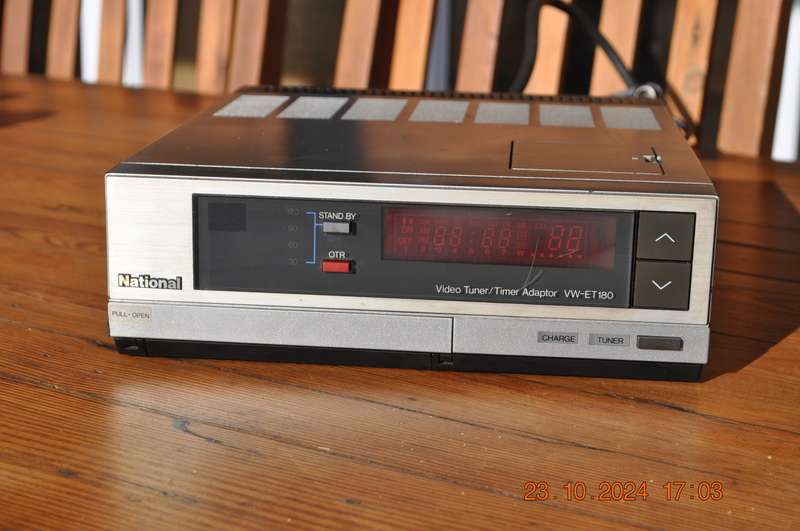 120
90
60
30
STAND BY
OTR
National
Video Tuner/Timer Adaptor VW-ET180
PULL-OPEN
CHARGE
TUNER
23.10.2024 17:03